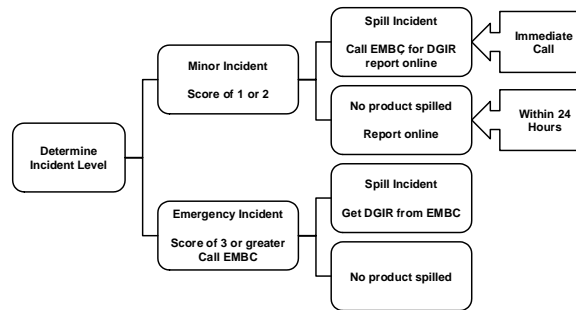 Determine
Incident Level
Minor Incident
Score of 1 or 2
Spill Incident
Call EMBC for DGIR
report online
Immediate
Call
No product spilled
Report online
Within 24
Hours
Emergency Incident
Score of 3 or greater
Call EMBC
Spill Incident
Get DGIR from EMBC
No product spilled